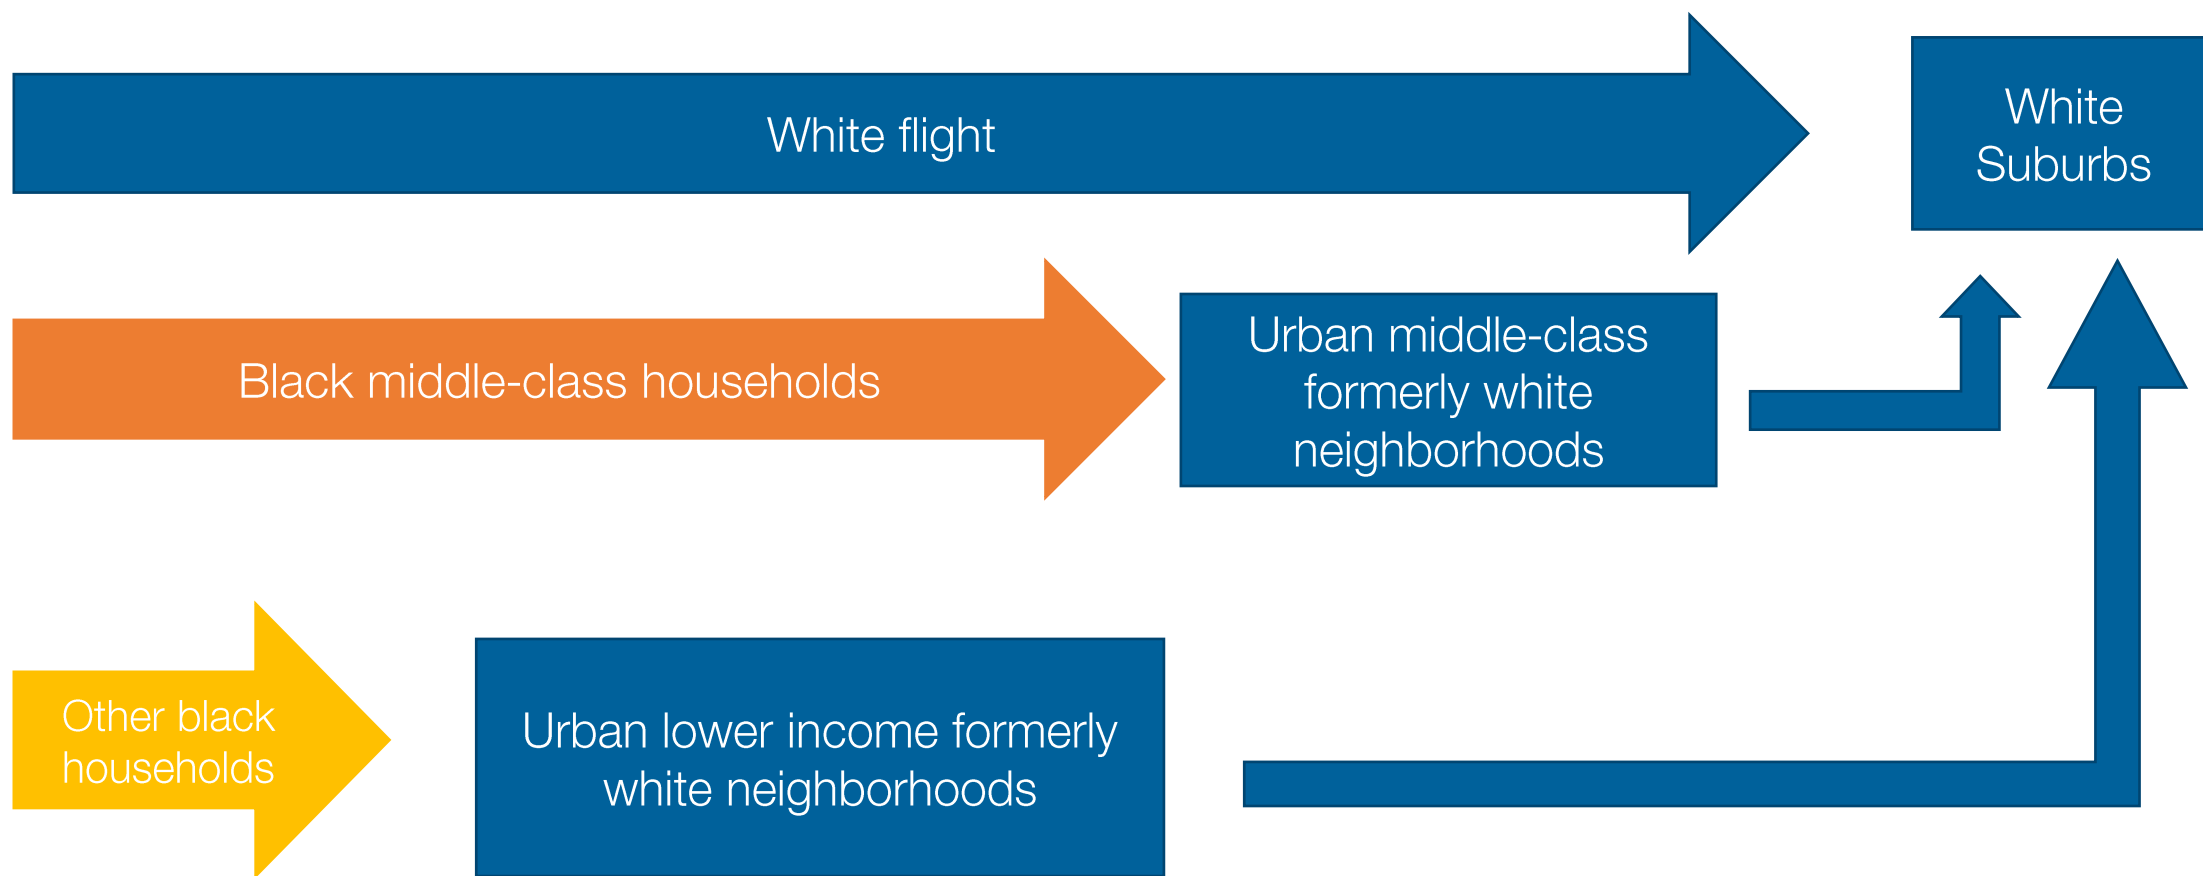 White flight
White
Suburbs
Black middle-class households
Urban middle-class
formerly white
neighborhoods
Other black
households
Urban lower income formerly
white neighborhoods